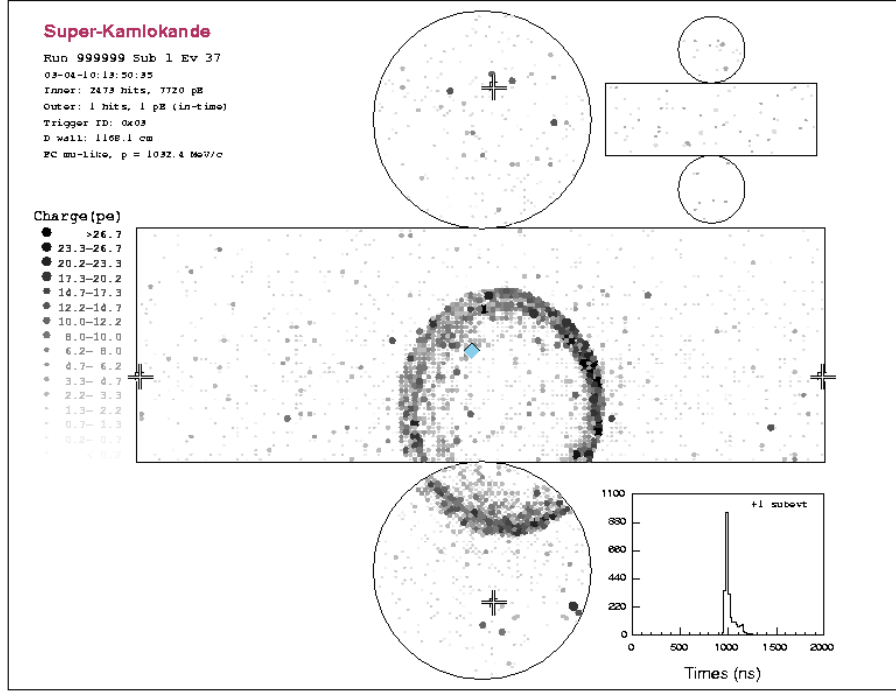 Super-Kamiokande
Run 999999 Sub 1 Ev 37
03-04-10:13:50:35
Inner: 2473 hits, 7720 pE
Outer: 1 hits, 1 pE (in-time)
Trigger ID: 0x03
D wall: 1168.1 cm
FC mu-like, p = 1032.4 MeV/c
Charge(pe)
>26.7
23.3-26.7
20.2-23.3
17.3-20.2
14.7-17.3
12.2-14.7
10.0-12.2
8.0-10.0
6.2- 8.0
4.7- 6.2
3.3- 4.7
2.2- 3.3
1.3- 2.2
0.7- 1.3
0.2- 0.7
1100
+1 subevt
880
660
440
220
0
0
500
1000
1500
2000
Times (ns)